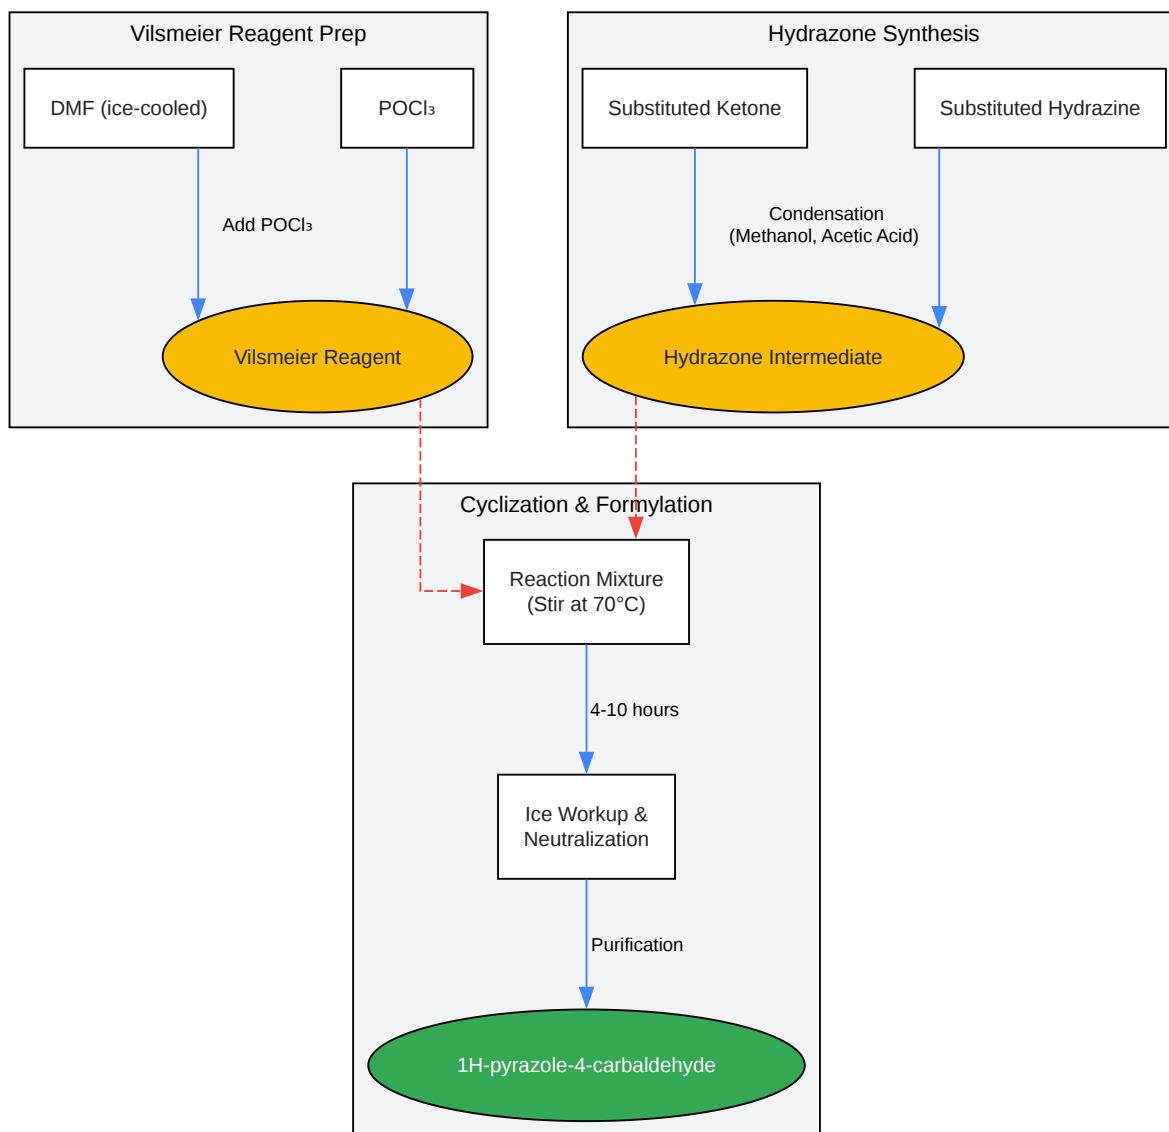 Vilsmeier Reagent Prep
DMF (ice-cooled)
POCl₃
Add POCl₃
Vilsmeier Reagent
Hydrazone Synthesis
Substituted Ketone
Substituted Hydrazine
Condensation
(Methanol, Acetic Acid)
Hydrazone Intermediate
Cyclization & Formylation
Reaction Mixture
(Stir at 70°C)
4-10 hours
Ice Workup &
Neutralization
Purification
1H-pyrazole-4-carbaldehyde